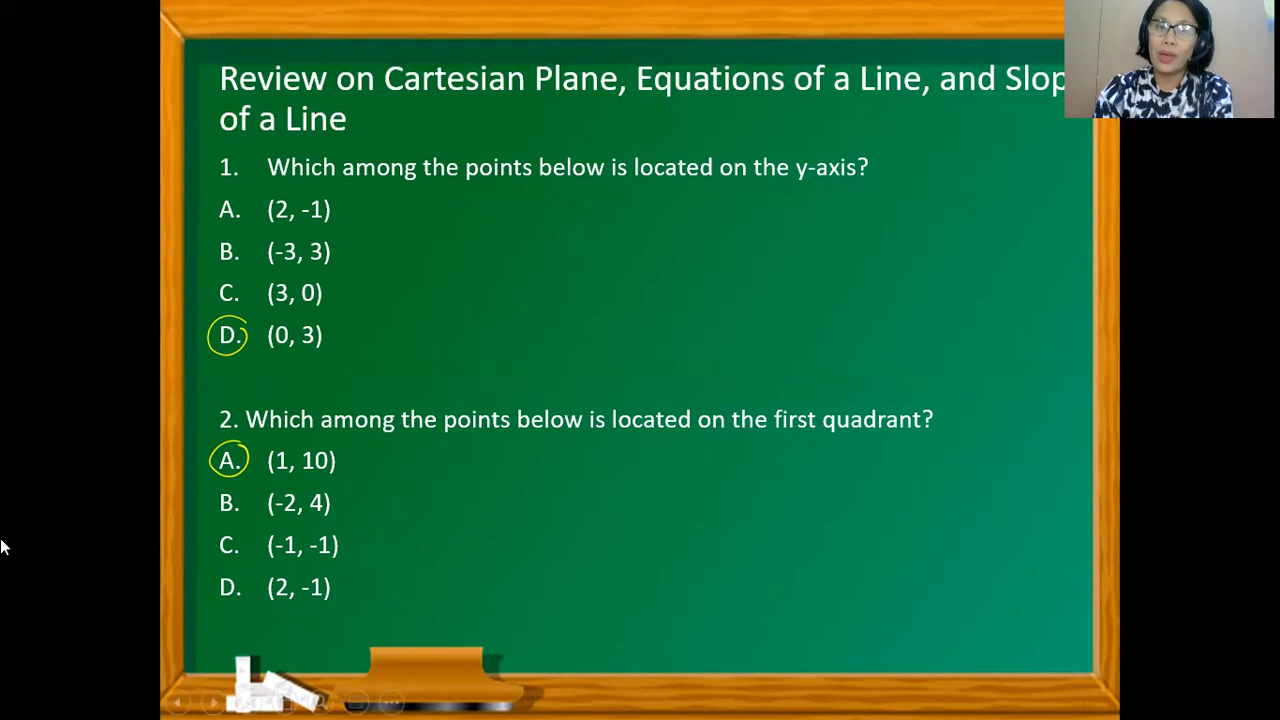 Review on Cartesian Plane, Equations of a Line, and Slop
of a Line
1. Which among the points below is located on the y-axis?
A. (2, -1)
B. (-3, 3)
C. (3, 0)
D. (0, 3)
2. Which among the points below is located on the first quadrant?
A. (1, 10)
B. (-2, 4)
C. (-1, -1)
D. (2, -1)